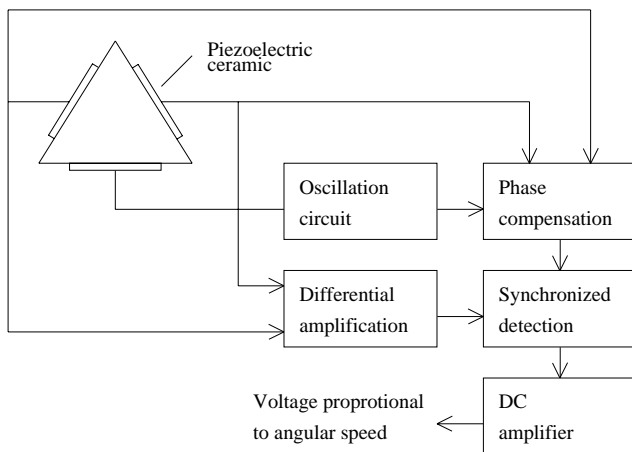 Piezoelectric
ceramic
Oscillation
circuit
Phase
compensation
Differential
amplification
Synchronized
detection
Voltage proprotional
to angular speed
DC
amplifier